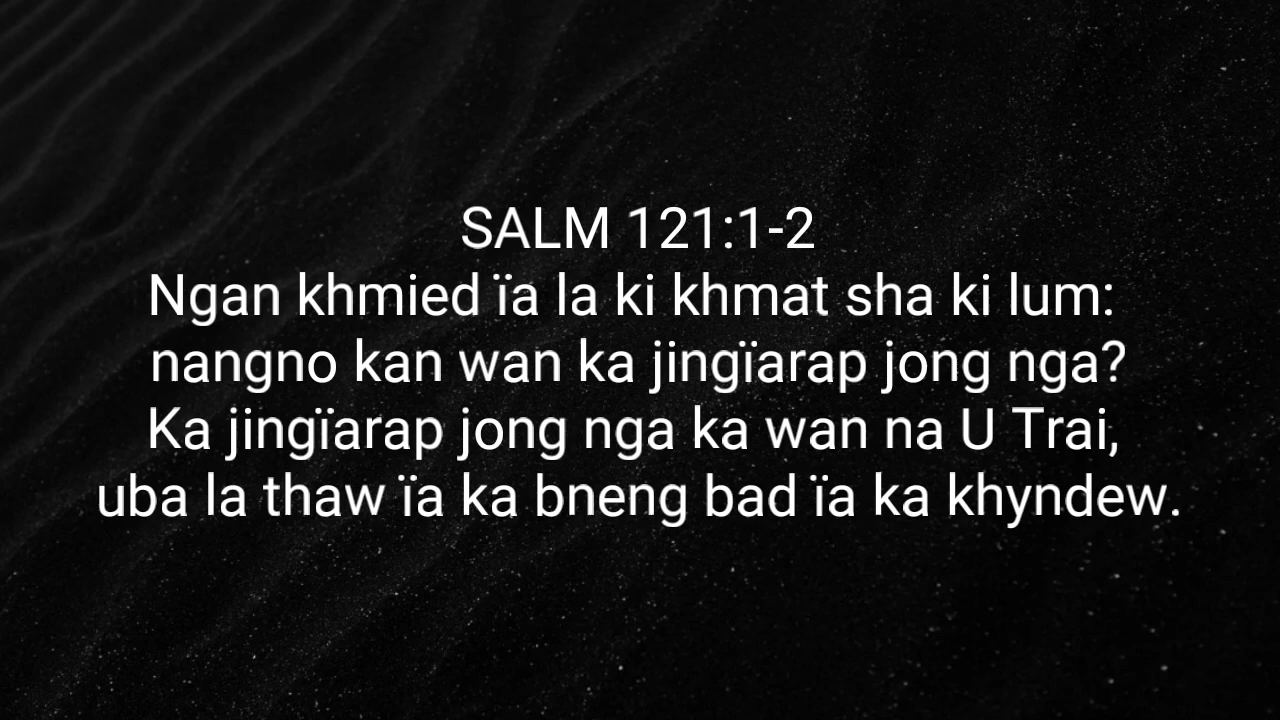 SALM 121:1-2
Ngan khmied ïa la ki khmat sha ki lum:
nangno kan wan ka jingïarap jong nga?
Ka jingïarap jong nga ka wan na U Trai,
uba la thaw ïa ka bneng bad ïa ka khyndew.